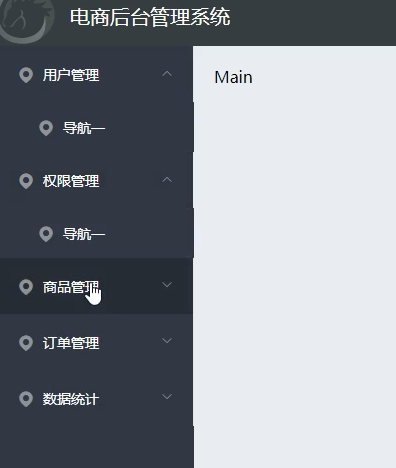 电商后台管理系统
用户管理
导航一
权限管理
导航一
商品管理
订单管理
数据统计
Main